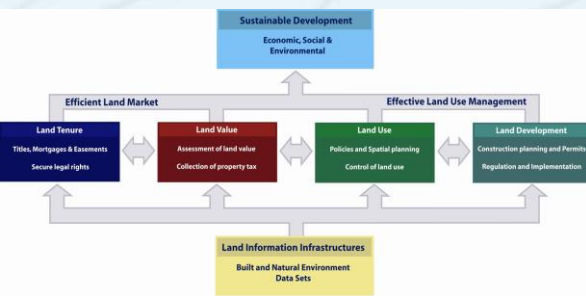 Sustainable Development
Economic, Social &
Environmental
Efficient Land Market
Effective Land Use Management
Land Tenure
Titles, Mortgages & Easements
Secure legal rights
Land Value
Assessment of land value
Collection of property tax
Land Use
Policies and Spatial planning
Control of land use
Land Development
Construction planning and Permits
Regulation and Implementation
Land Information Infrastructures
Built and Natural Environment
Data Sets